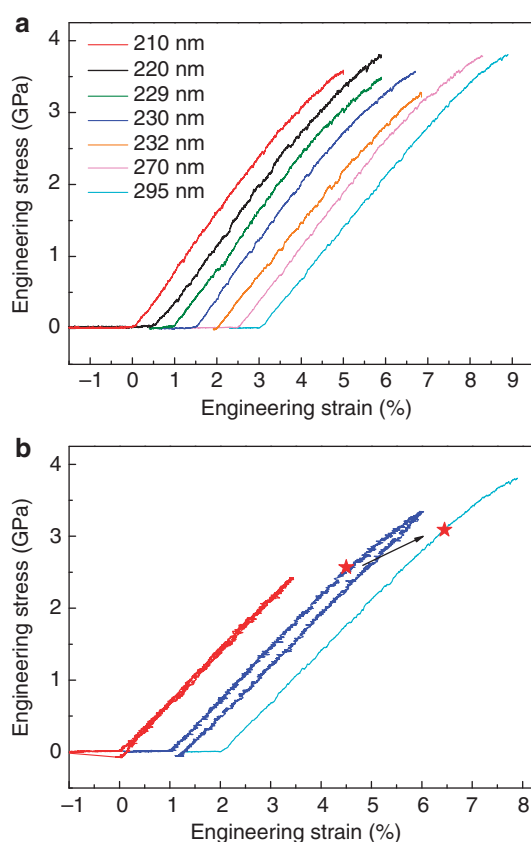 a
4
3
2
1
0
Engineering stress (GPa)
210 nm
220 nm
229 nm
230 nm
232 nm
270 nm
295 nm
–1 0 1 2 3 4 5 6 7 8 9
Engineering strain (%)
b
4
3
2
1
0
Engineering stress (GPa)
–1 0 1 2 3 4 5 6 7 8
Engineering strain (%)